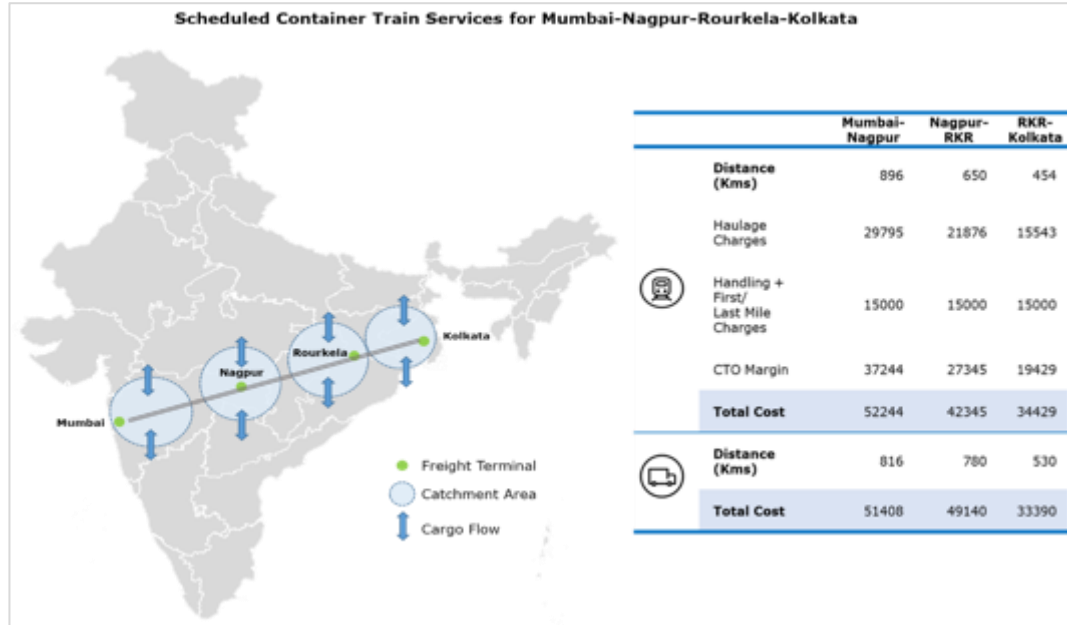 Scheduled Container Train Services for Mumbai-Nagpur-Rourkela-Kolkata
Mumbai
Nagpur
Rourkela
Kolkata
Freight Terminal
Catchment Area
Cargo Flow
Mumbai-
Nagpur
Nagpur-
RKR
RKR-
Kolkata
Distance
(Kms)
896 650 454
Haulage
Charges
29795 21876 15543
Handling +
First/
Last Mile
Charges
15000 15000 15000
CTO Margin 37244 27345 19429
Total Cost 52244 42345 34429
Distance
(Kms)
816 780 530
Total Cost 51408 49140 33390